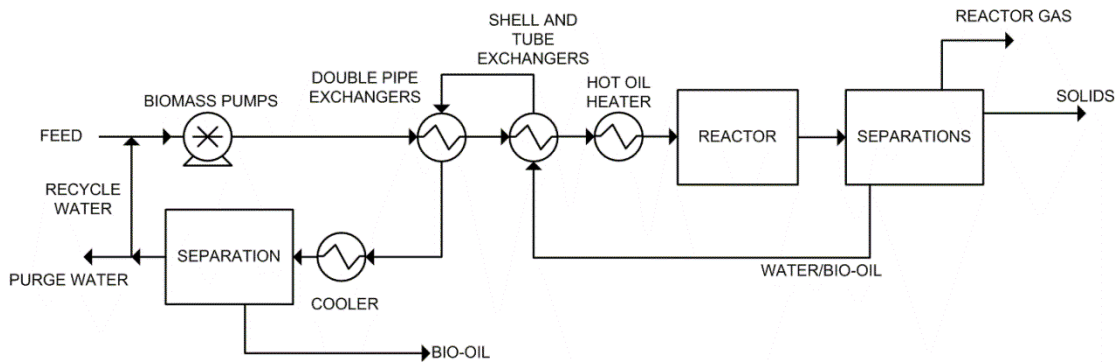 SHELL AND
TUBE
EXCHANGERS
REACTOR GAS
DOUBLE PIPE
EXCHANGERS
HOT OIL
HEATER
BIOMASS PUMPS
SOLIDS
FEED
REACTOR
SEPARATIONS
RECYCLE
WATER
SEPARATION
PURGE WATER
COOLER
WATER/BIO-OIL
BIO-OIL